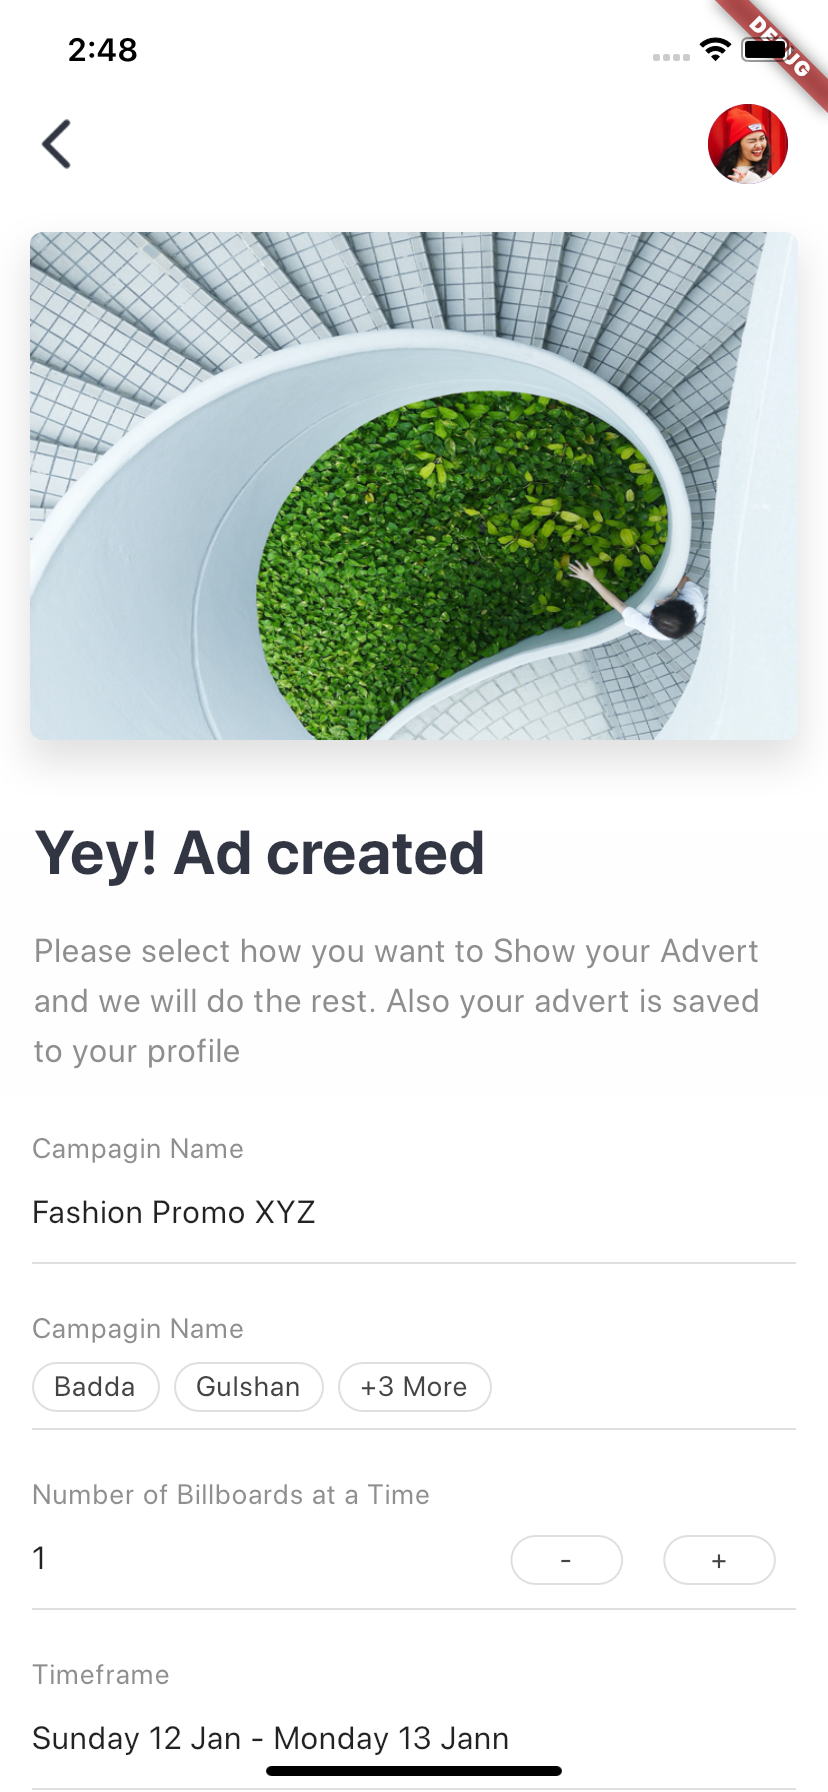 2:48
DEBUG
Yey! Ad created
Please select how you want to Show your Advert
and we will do the rest. Also your advert is saved
to your profile
Campagin Name
Fashion Promo XYZ
Campagin Name
Badda Gulshan +3 More
Number of Billboards at a Time
1 - +
Timeframe
Sunday 12 Jan - Monday 13 Jann